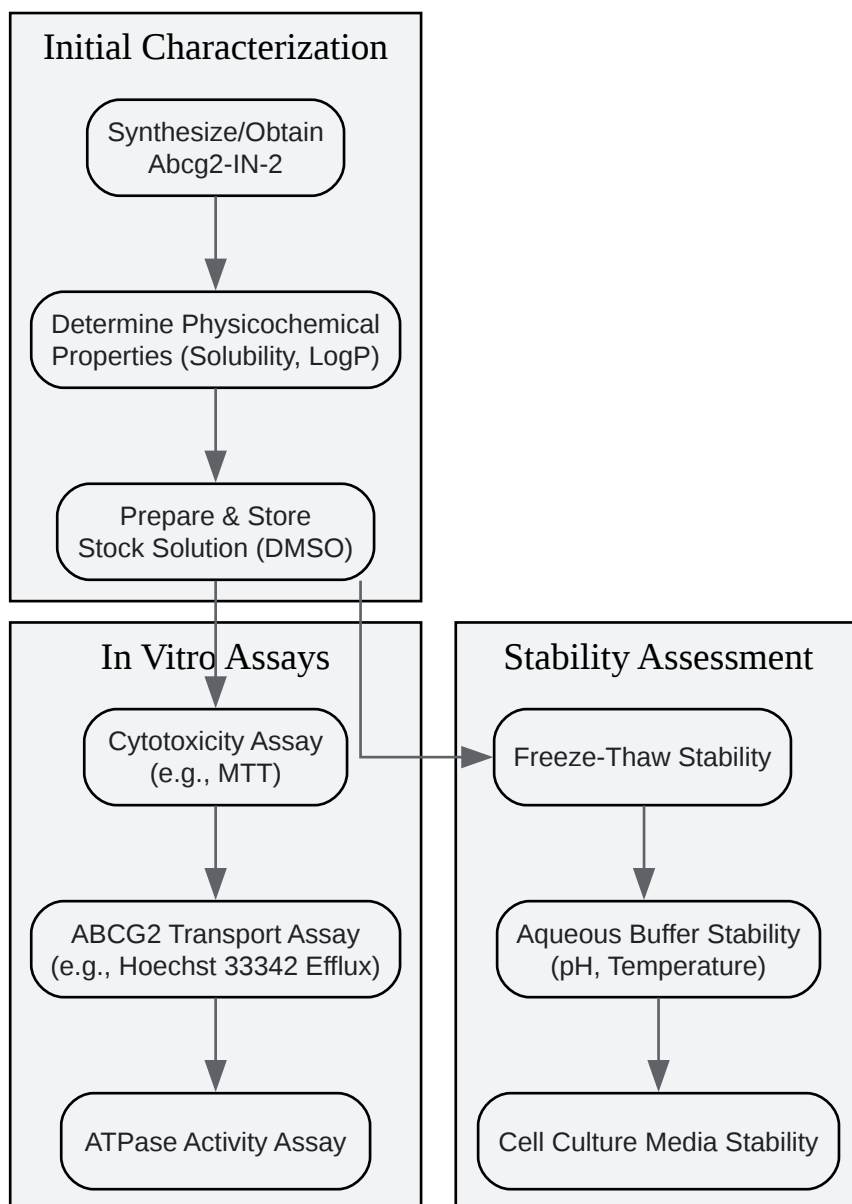 Initial Characterization
Synthesize/Obtain
Abcg2-IN-2
Determine Physicochemical
Properties (Solubility, LogP)
Prepare & Store
Stock Solution (DMSO)
In Vitro Assays
Cytotoxicity Assay
(e.g., MTT)
ABCG2 Transport Assay
(e.g., Hoechst 33342 Efflux)
ATPase Activity Assay
Stability Assessment
Freeze-Thaw Stability
Aqueous Buffer Stability
(pH, Temperature)
Cell Culture Media Stability